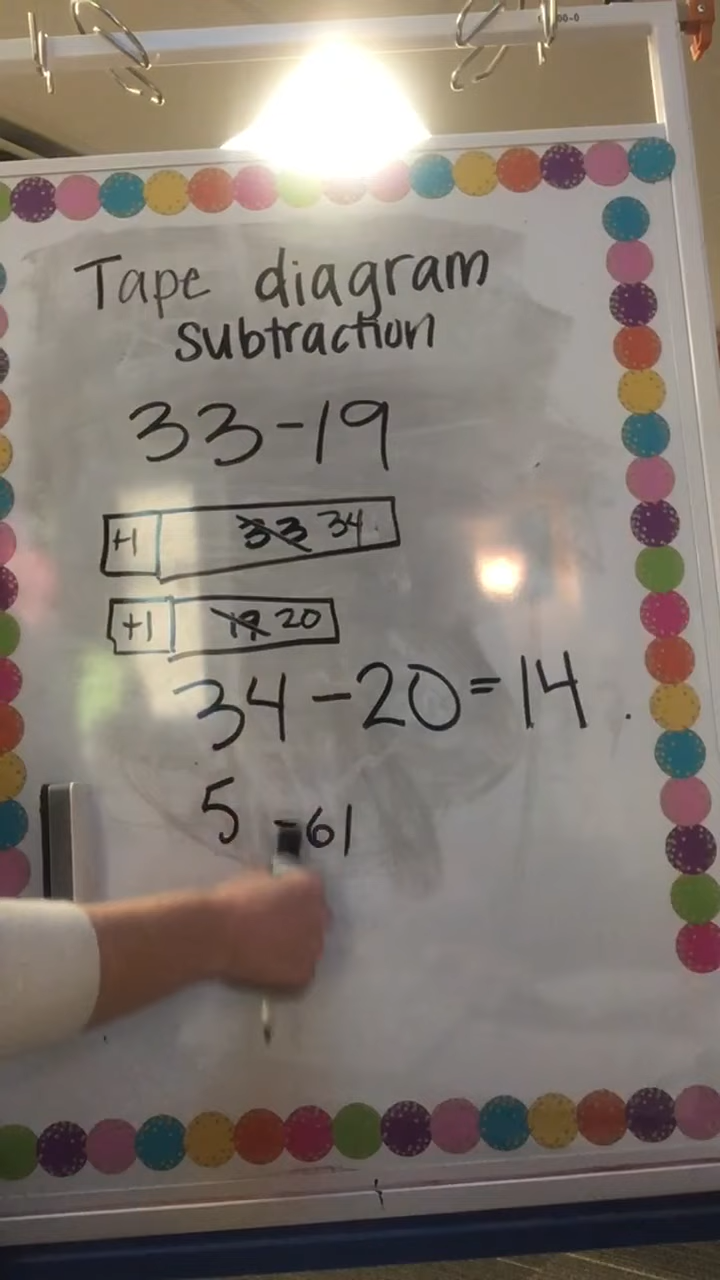 Tape diagram
subtraction
33-19
+1 33 34
+1 19 20
34-20=14
5 -61